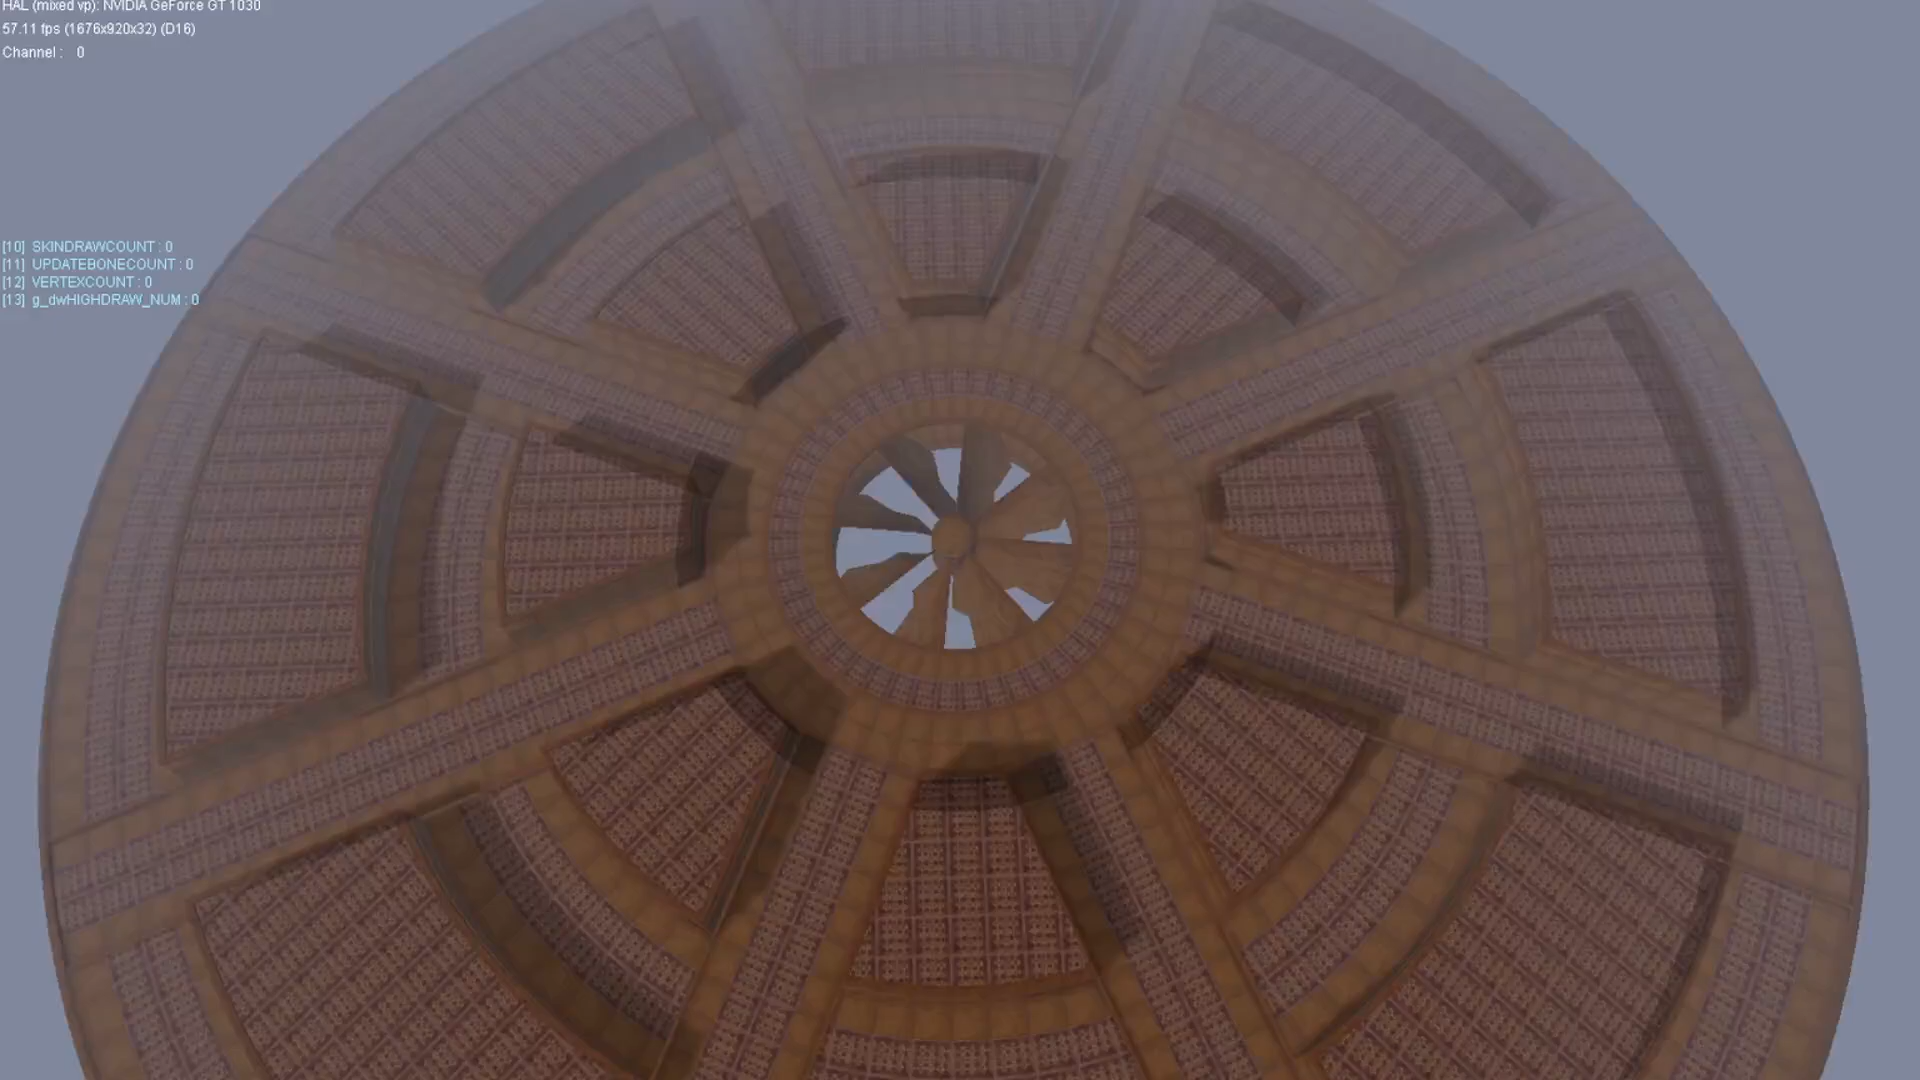 HAL (mixed vp): NVIDIA GeForce GT 1030
57.11 fps (1676x920x32) (D16)
Channel : 0
[10] SKINDRAWCOUNT : 0
[11] UPDATEBONECOUNT : 0
[12] VERTEXCOUNT : 0
[13] g_dwHIGHDRAW_NUM : 0